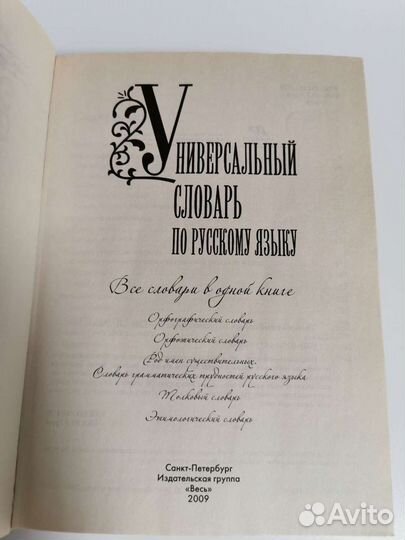 Универсальный
словарь
по русскому языку
Все словари в одной книге
Орфографический словарь
Орфоэпический словарь
Род имен существительных.
Словарь грамматических трудностей русского языка
Толковый словарь
Этимологический словарь
Санкт-Петербург
Издательская группа
«Весь»
2009
Avito